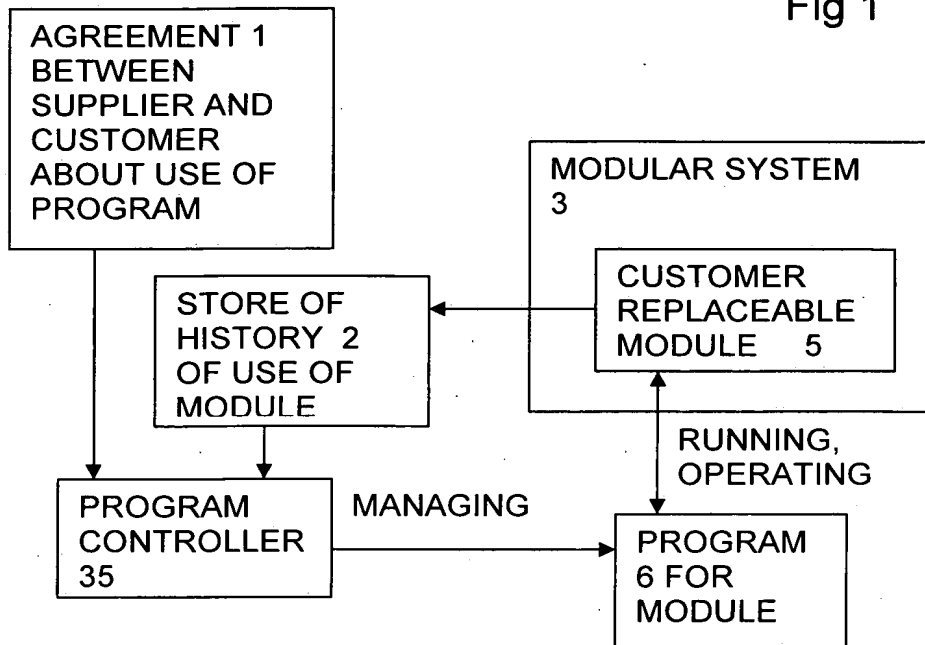 Fig 1
AGREEMENT 1
BETWEEN
SUPPLIER AND
CUSTOMER
ABOUT USE OF
PROGRAM
MODULAR SYSTEM
3
CUSTOMER
REPLACEABLE
MODULE 5
STORE OF
HISTORY 2
OF USE OF
MODULE
RUNNING,
OPERATING
PROGRAM
CONTROLLER
35
MANAGING
PROGRAM
6 FOR
MODULE